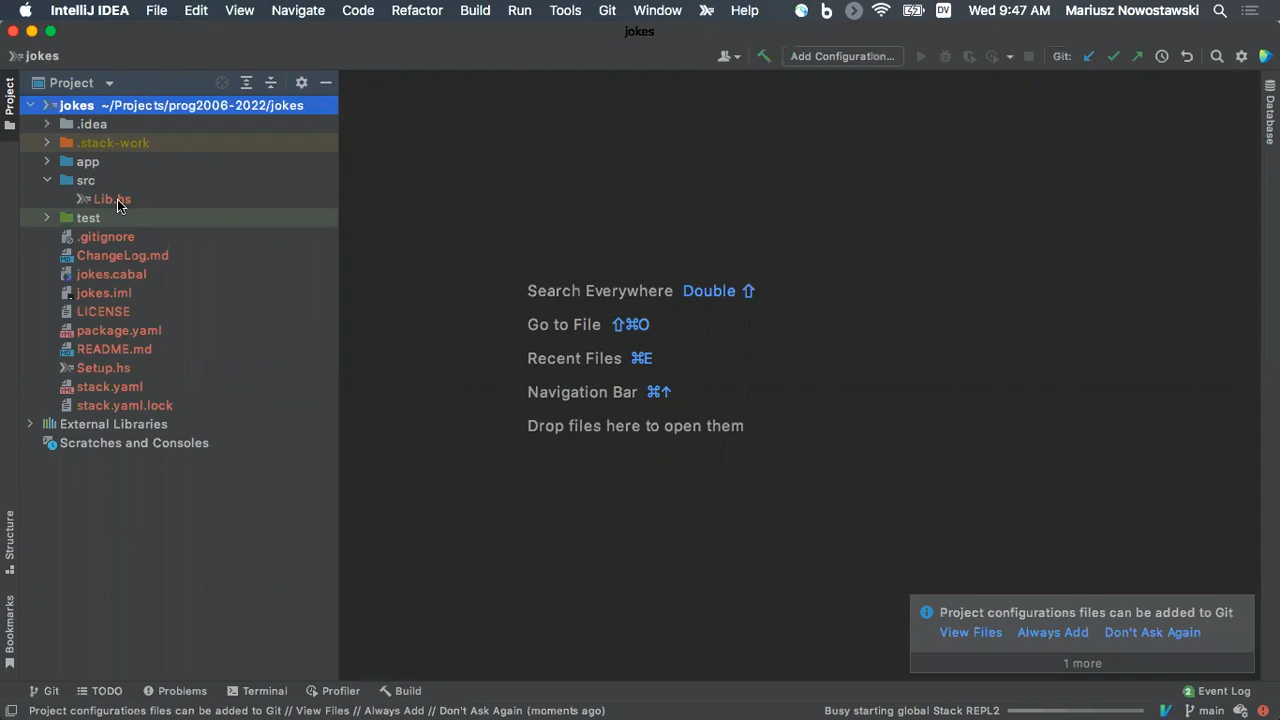 IntelliJ IDEA File Edit View Navigate Code Refactor Build Run Tools Git Window Help DV Wed 9:47 AM Mariusz Nowostawski
jokes
jokes Add Configuration... Git:
Project
jokes ~/Projects/prog2006-2022/jokes
.idea
.stack-work
app
src
Lib.hs
test
.gitignore
ChangeLog.md
jokes.cabal
jokes.iml
LICENSE
package.yaml
README.md
Setup.hs
stack.yaml
stack.yaml.lock
External Libraries
Scratches and Consoles
Project
Structure
Bookmarks
Search Everywhere Double ⇧
Go to File ⇧⌘O
Recent Files ⌘E
Navigation Bar ⌘↑
Drop files here to open them
Database
Project configurations files can be added to Git
View Files Always Add Don't Ask Again
1 more
Git TODO Problems Terminal Profiler Build 2 Event Log
Project configurations files can be added to Git // View Files // Always Add // Don't Ask Again (moments ago) Busy starting global Stack REPL2 main